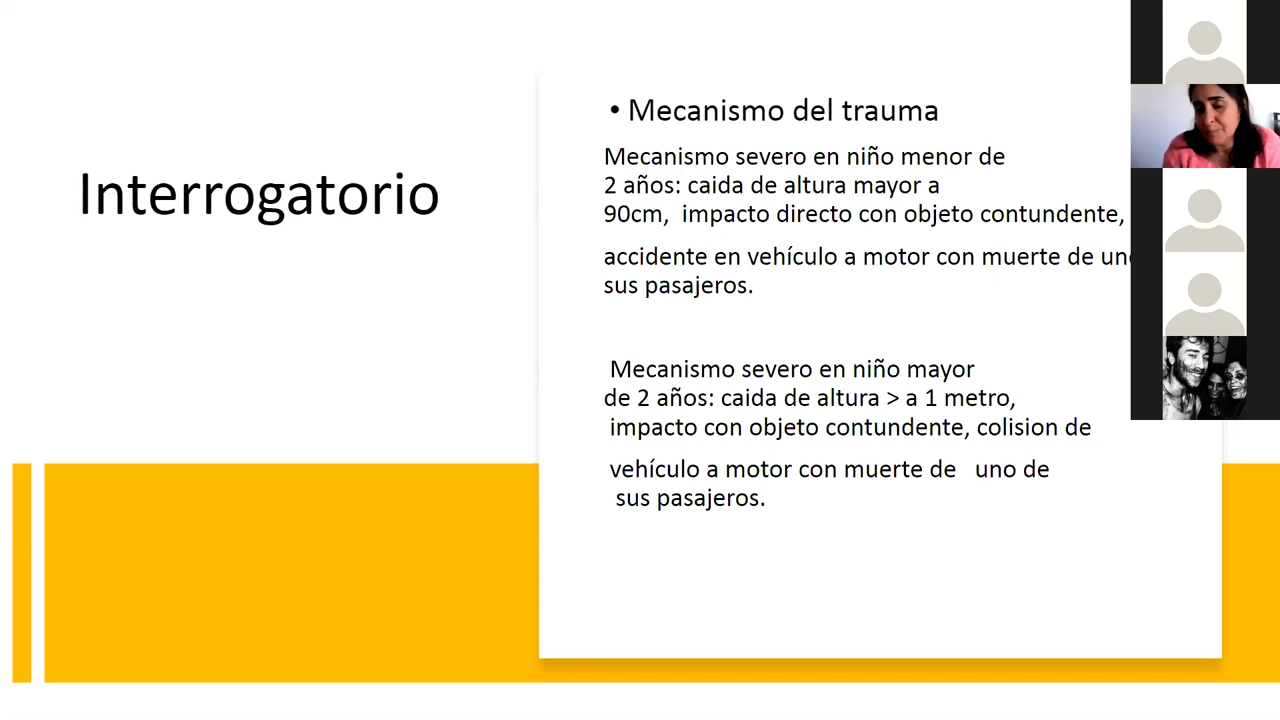 Interrogatorio
• Mecanismo del trauma
Mecanismo severo en niño menor de
2 años: caida de altura mayor a
90cm, impacto directo con objeto contundente,
accidente en vehículo a motor con muerte de
sus pasajeros.
Mecanismo severo en niño mayor
de 2 años: caida de altura > a 1 metro,
impacto con objeto contundente, colision de
vehículo a motor con muerte de uno de
sus pasajeros.